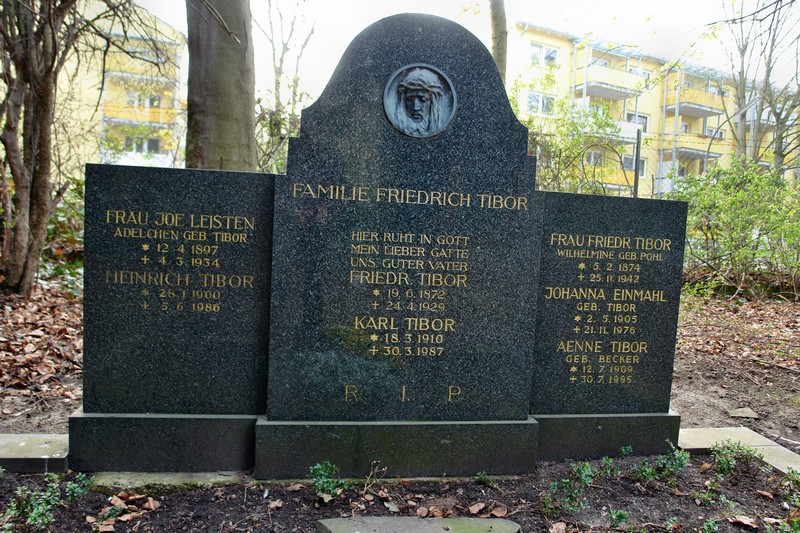 FRAU JOE LEISTEN
ADELCHEN GEB. TIBOR
* 12.4.1897
+ 4.3.1934
HEINRICH TIBOR
* 28.1.1900
+ 5.6.1986
FAMILIE FRIEDRICH TIBOR
HIER RUHT IN GOTT
MEIN LIEBER GATTE
UNS. GUTER VATER
FRIEDR. TIBOR
* 19.6.1872
+ 24.4.1929
KARL TIBOR
* 18.3.1910
+ 30.3.1987
R. I. P.
FRAU FRIEDR. TIBOR
WILHELMINE GEB. POHL
* 5.2.1874
+ 25.11.1942
JOHANNA EINMAHL
GEB. TIBOR
* 2.5.1905
+ 21.11.1976
AENNE TIBOR
GEB. BECKER
* 12.7.1909
+ 30.7.1995